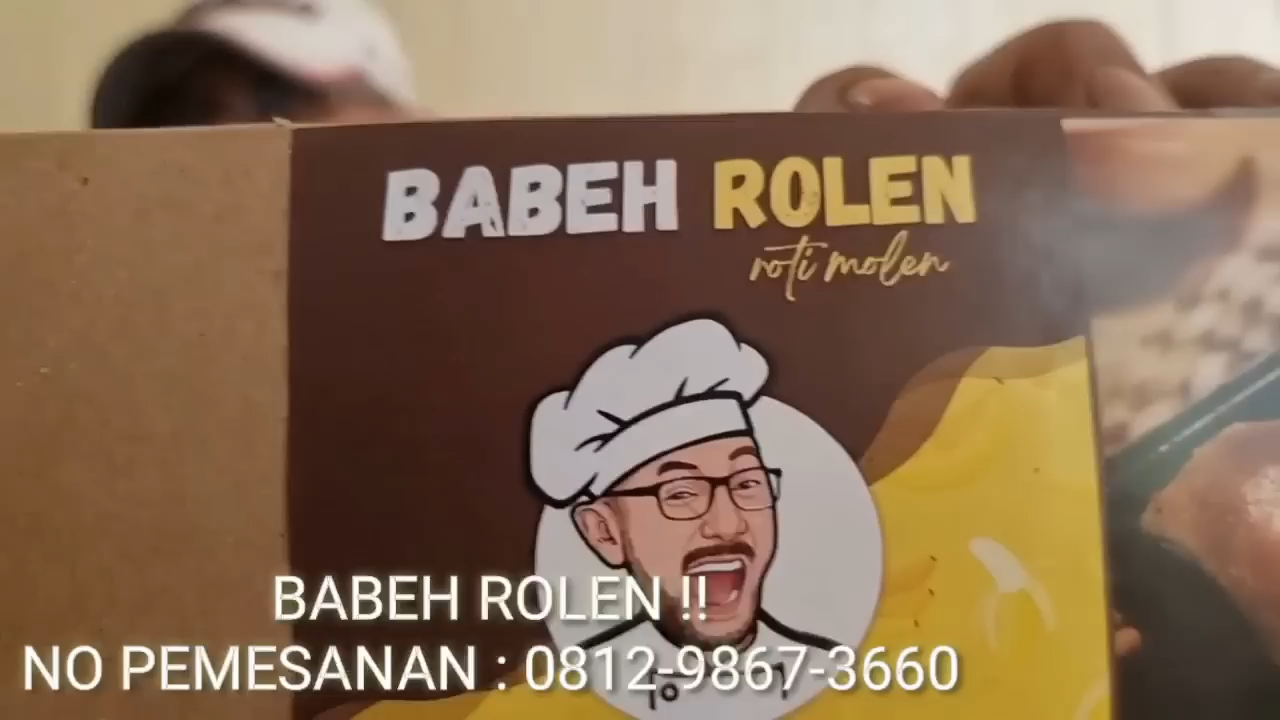 BABEH ROLEN
roti molen
BABEH ROLEN !!
NO PEMESANAN : 0812-9867-3660